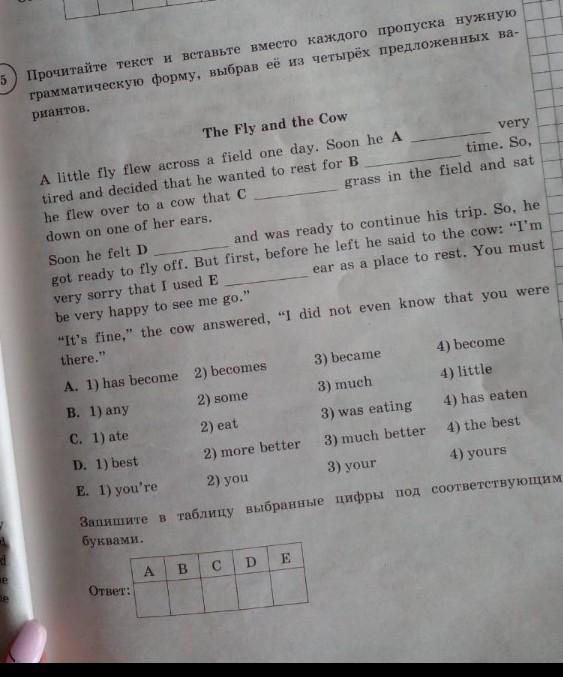 5
Прочитайте текст и вставьте вместо каждого пропуска нужную
грамматическую форму, выбрав её из четырёх предложенных ва-
риантов.
The Fly and the Cow
A little fly flew across a field one day. Soon he A ________ very
tired and decided that he wanted to rest for B ________ time. So,
he flew over to a cow that C ________ grass in the field and sat
down on one of her ears.
Soon he felt D ________ and was ready to continue his trip. So, he
got ready to fly off. But first, before he left he said to the cow: “I’m
very sorry that I used E ________ ear as a place to rest. You must
be very happy to see me go.”
“It’s fine,” the cow answered, “I did not even know that you were
there.”
A. 1) has become 2) becomes 3) became 4) become
B. 1) any 2) some 3) much 4) little
C. 1) ate 2) eat 3) was eating 4) has eaten
D. 1) best 2) more better 3) much better 4) the best
E. 1) you’re 2) you 3) your 4) yours
Запишите в таблицу выбранные цифры под соответствующим
буквами.
A B C D E
Ответ: